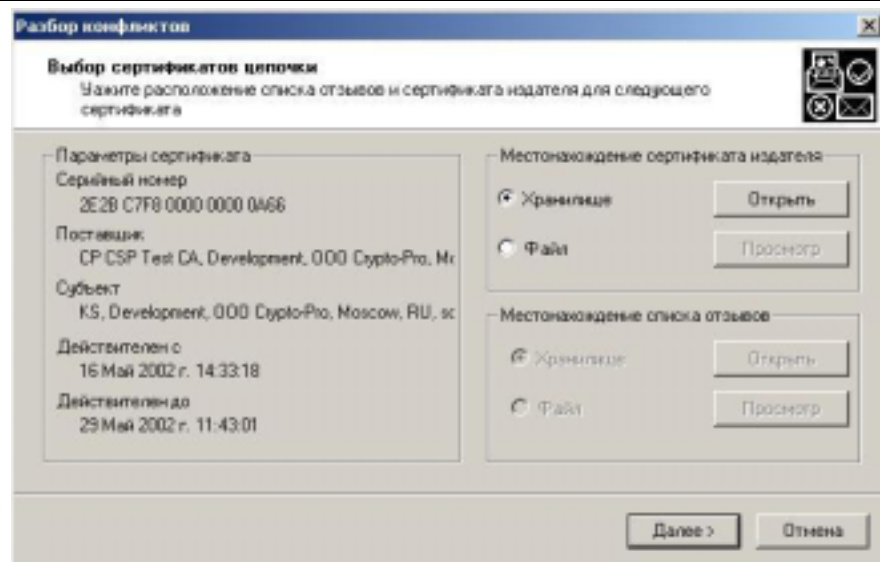 Разбор конфликтов
Выбор сертификатов цепочки
Укажите расположение списка отзывов и сертификата издателя для следующего
сертификата
Параметры сертификата
Серийный номер
2E2B C7F8 0000 0000 0A66
Поставщик
CP CSP Test CA, Development, ООО Crypto-Pro, Mc
Субъект
KS, Development, ООО Crypto-Pro, Moscow, RU, sc
Действителен с
16 Май 2002 г. 14:33:18
Действителен до
29 Май 2002 г. 11:43:01
Местонахождение сертификата издателя
Хранилище
Открыть
Файл
Просмотр
Местонахождение списка отзывов
Хранилище
Открыть
Файл
Просмотр
Далее >
Отмена